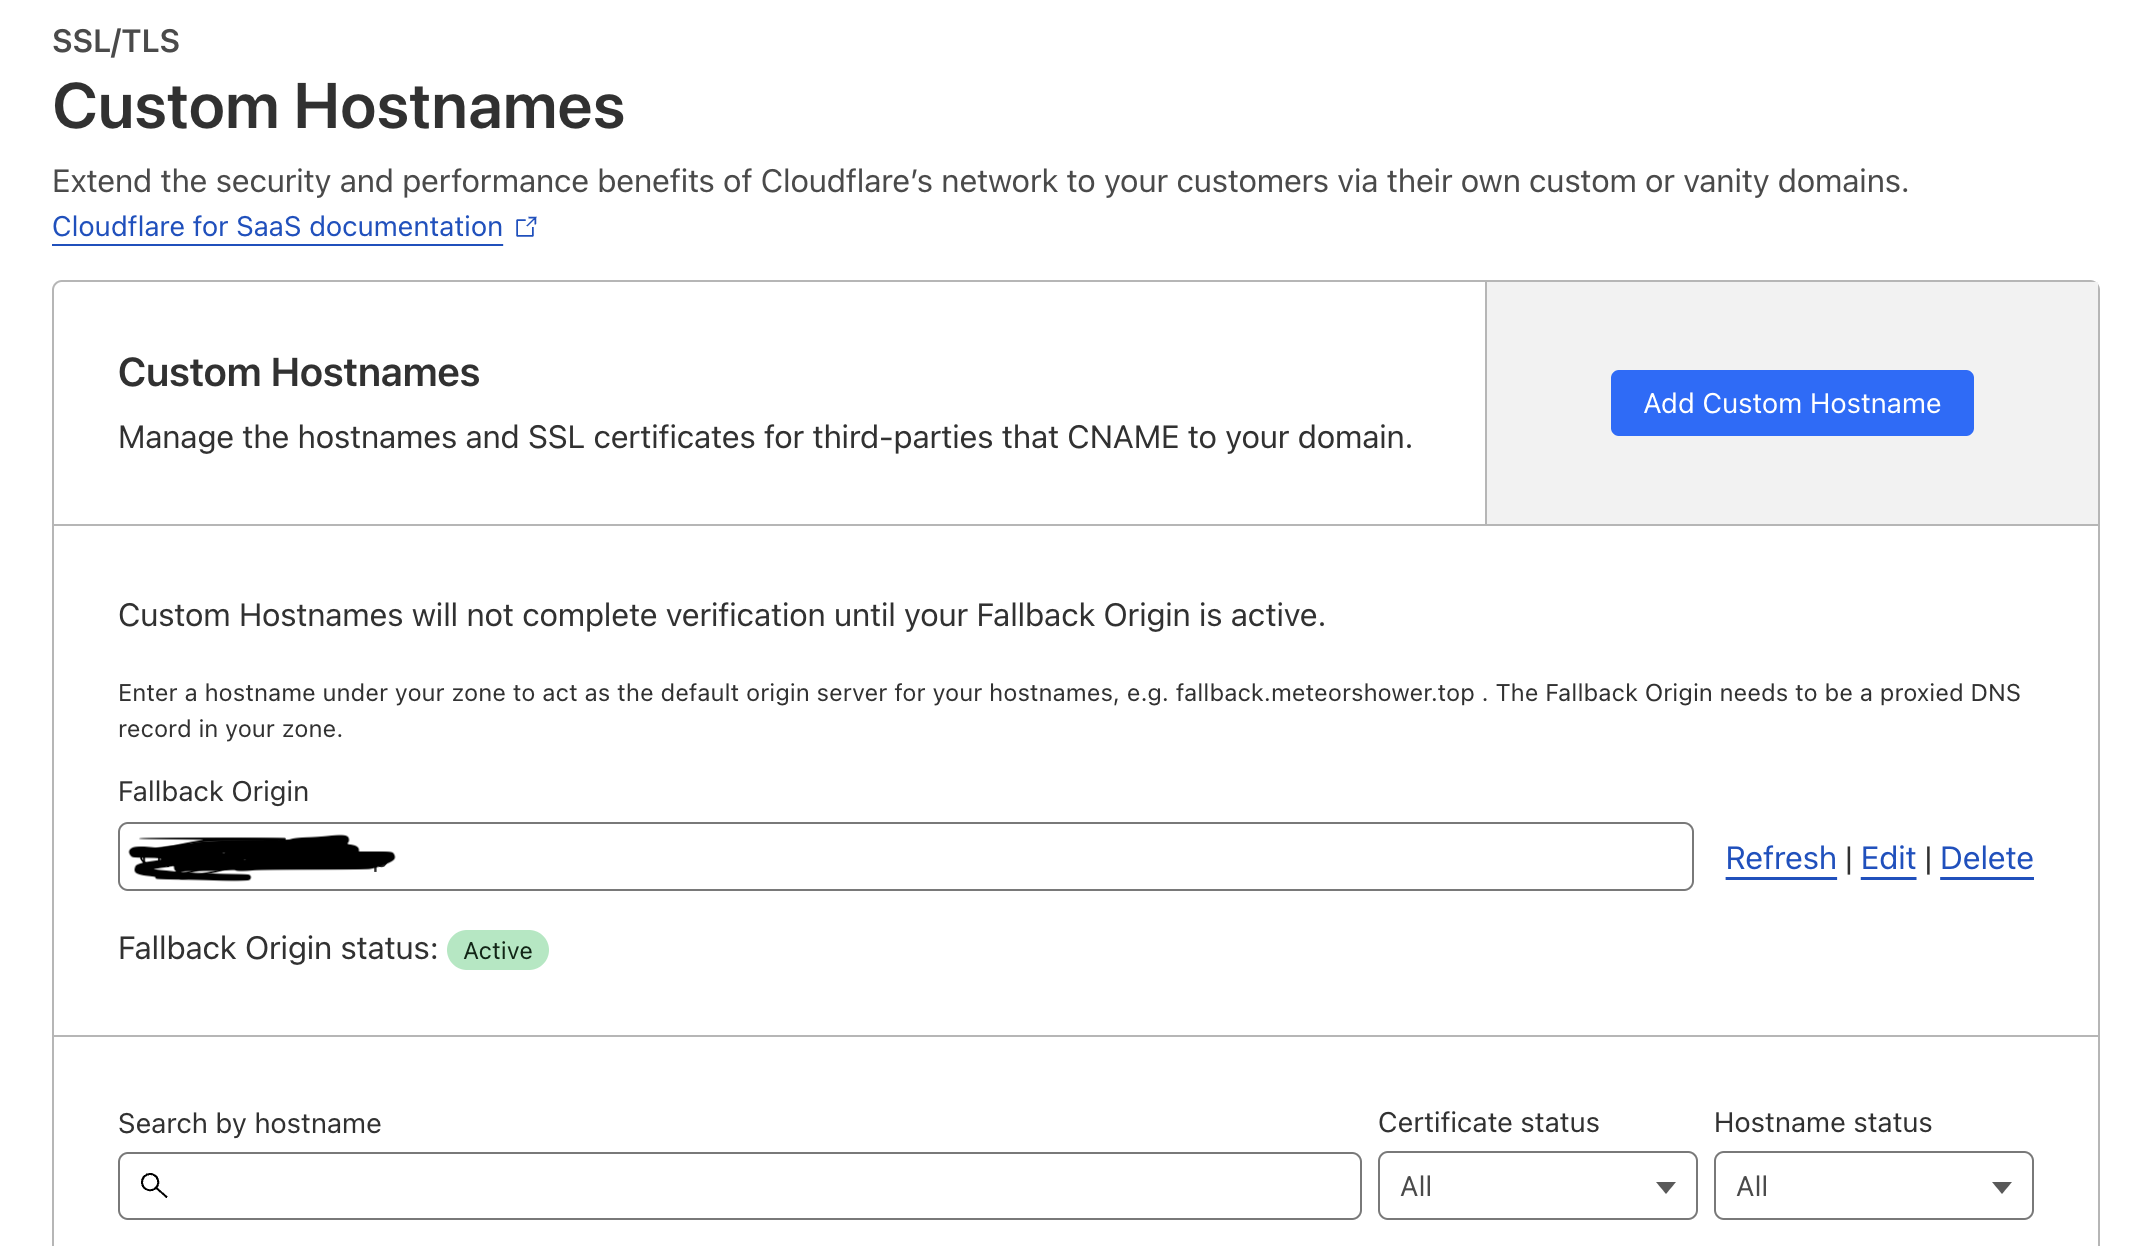 SSL/TLS
Custom Hostnames
Extend the security and performance benefits of Cloudflare’s network to your customers via their own custom or vanity domains.
Cloudflare for SaaS documentation
Custom Hostnames
Manage the hostnames and SSL certificates for third-parties that CNAME to your domain.
Add Custom Hostname
Custom Hostnames will not complete verification until your Fallback Origin is active.
Enter a hostname under your zone to act as the default origin server for your hostnames, e.g. fallback.meteorshower.top . The Fallback Origin needs to be a proxied DNS
record in your zone.
Fallback Origin
Refresh | Edit | Delete
Fallback Origin status: Active
Search by hostname
Certificate status
Hostname status
All
All